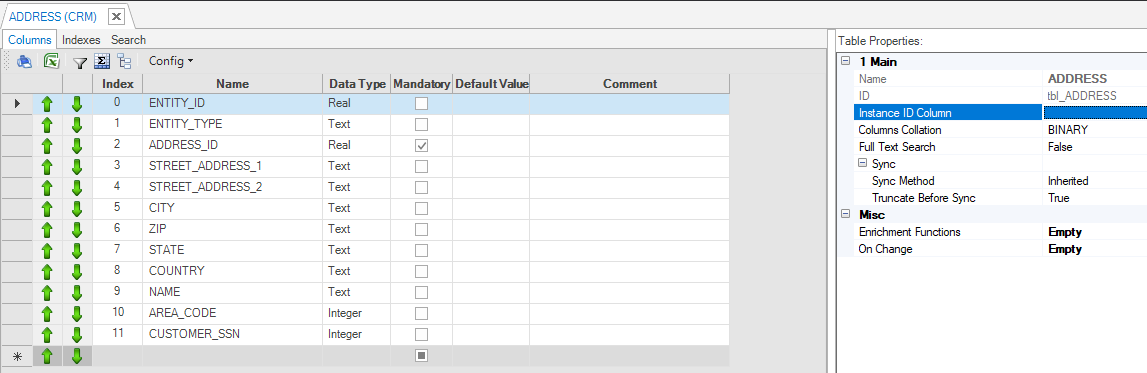 ADDRESS (CRM)
Columns Indexes Search
Config
Index Name Data Type Mandatory Default Value Comment
0 ENTITY_ID Real
1 ENTITY_TYPE Text
2 ADDRESS_ID Real
3 STREET_ADDRESS_1 Text
4 STREET_ADDRESS_2 Text
5 CITY Text
6 ZIP Text
7 STATE Text
8 COUNTRY Text
9 NAME Text
10 AREA_CODE Integer
11 CUSTOMER_SSN Integer
Table Properties:
1 Main
Name ADDRESS
ID tbl_ADDRESS
Instance ID Column
Columns Collation BINARY
Full Text Search False
Sync
Sync Method Inherited
Truncate Before Sync True
Misc
Enrichment Functions Empty
On Change Empty